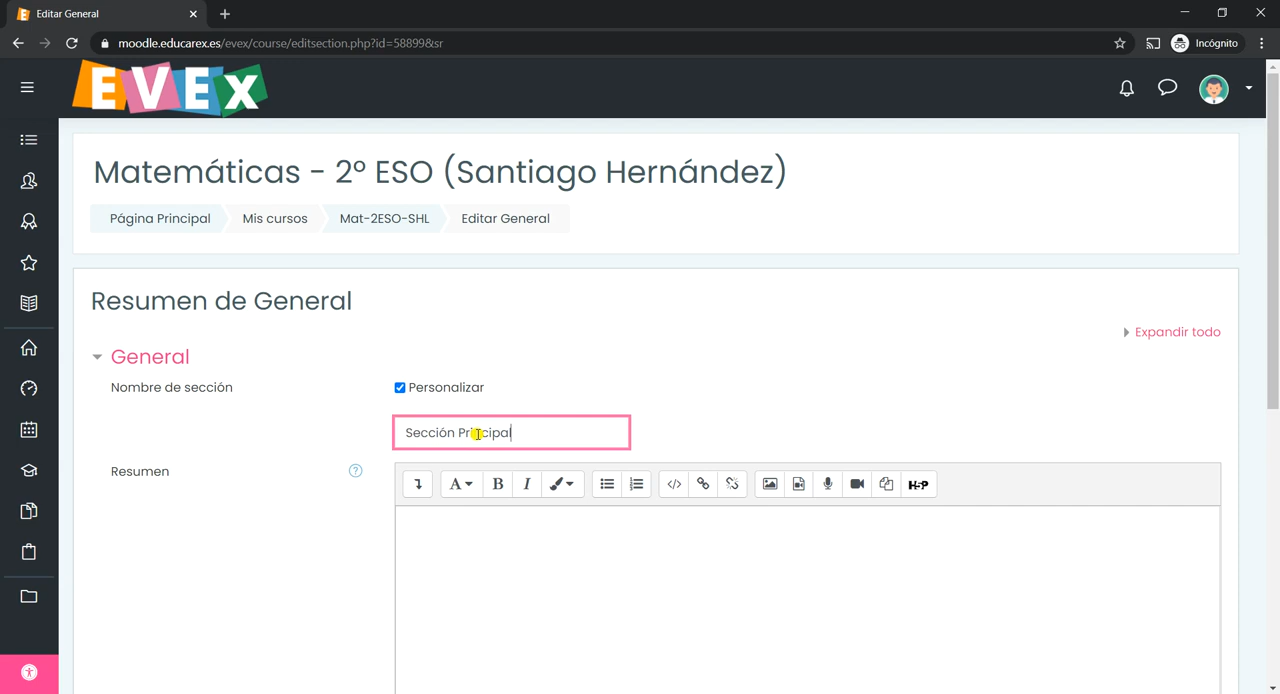 Editar General
moodle.educarex.es/evex/course/editsection.php?id=58899&sr
Incógnito
EVEX
Matemáticas - 2º ESO (Santiago Hernández)
Página Principal
Mis cursos
Mat-2ESO-SHL
Editar General
Resumen de General
Expandir todo
General
Nombre de sección
Personalizar
Sección Principal
Resumen
?
A
B
I
</>
H-P